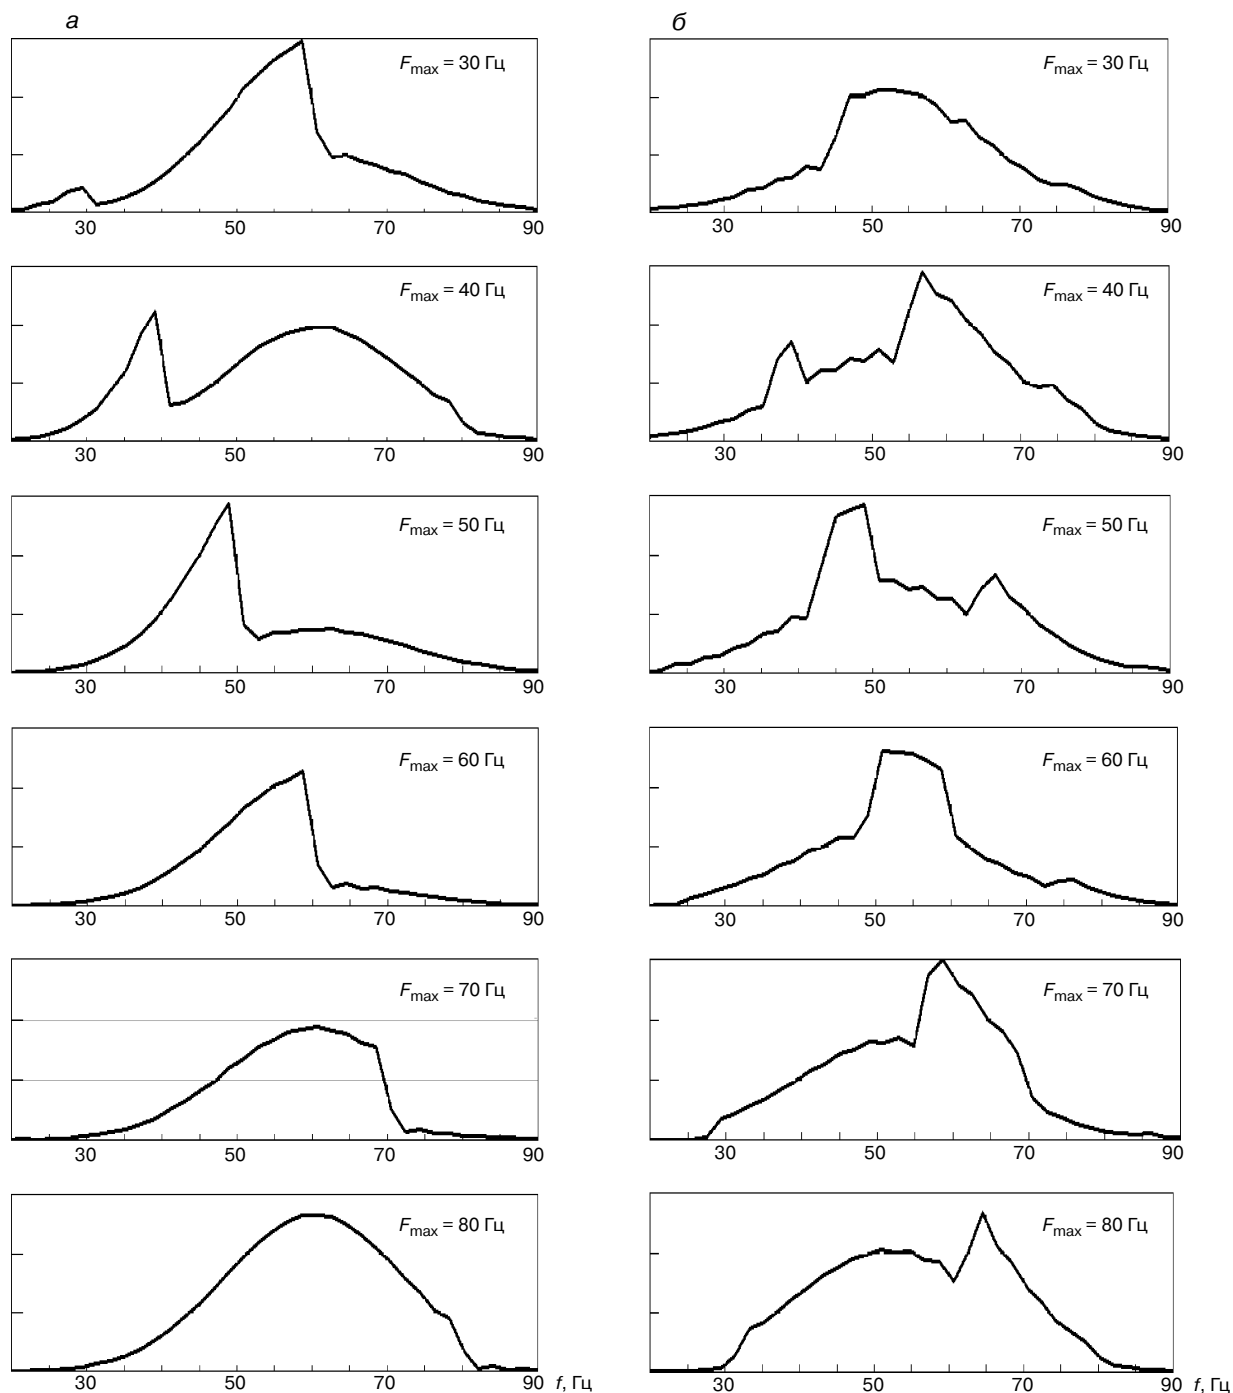 а б
F_max = 30 Гц F_max = 30 Гц
30 50 70 90 30 50 70 90
F_max = 40 Гц F_max = 40 Гц
30 50 70 90 30 50 70 90
F_max = 50 Гц F_max = 50 Гц
30 50 70 90 30 50 70 90
F_max = 60 Гц F_max = 60 Гц
30 50 70 90 30 50 70 90
F_max = 70 Гц F_max = 70 Гц
30 50 70 90 30 50 70 90
F_max = 80 Гц F_max = 80 Гц
30 50 70 90 f, Гц 30 50 70 90 f, Гц